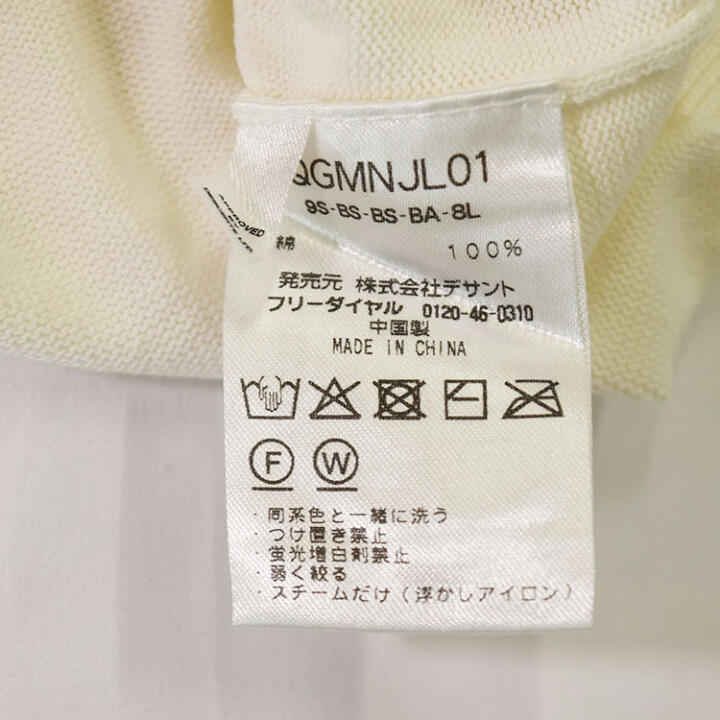 QGMNJL01
9S-BS-BS-BA-8L
APPROVED
綿 100%
発売元 株式会社デサント
フリーダイヤル 0120-46-0310
中国製
MADE IN CHINA
F W
・同系色と一緒に洗う
・つけ置き禁止
・蛍光増白剤禁止
・弱く絞る
・スチームだけ(浮かしアイロン)